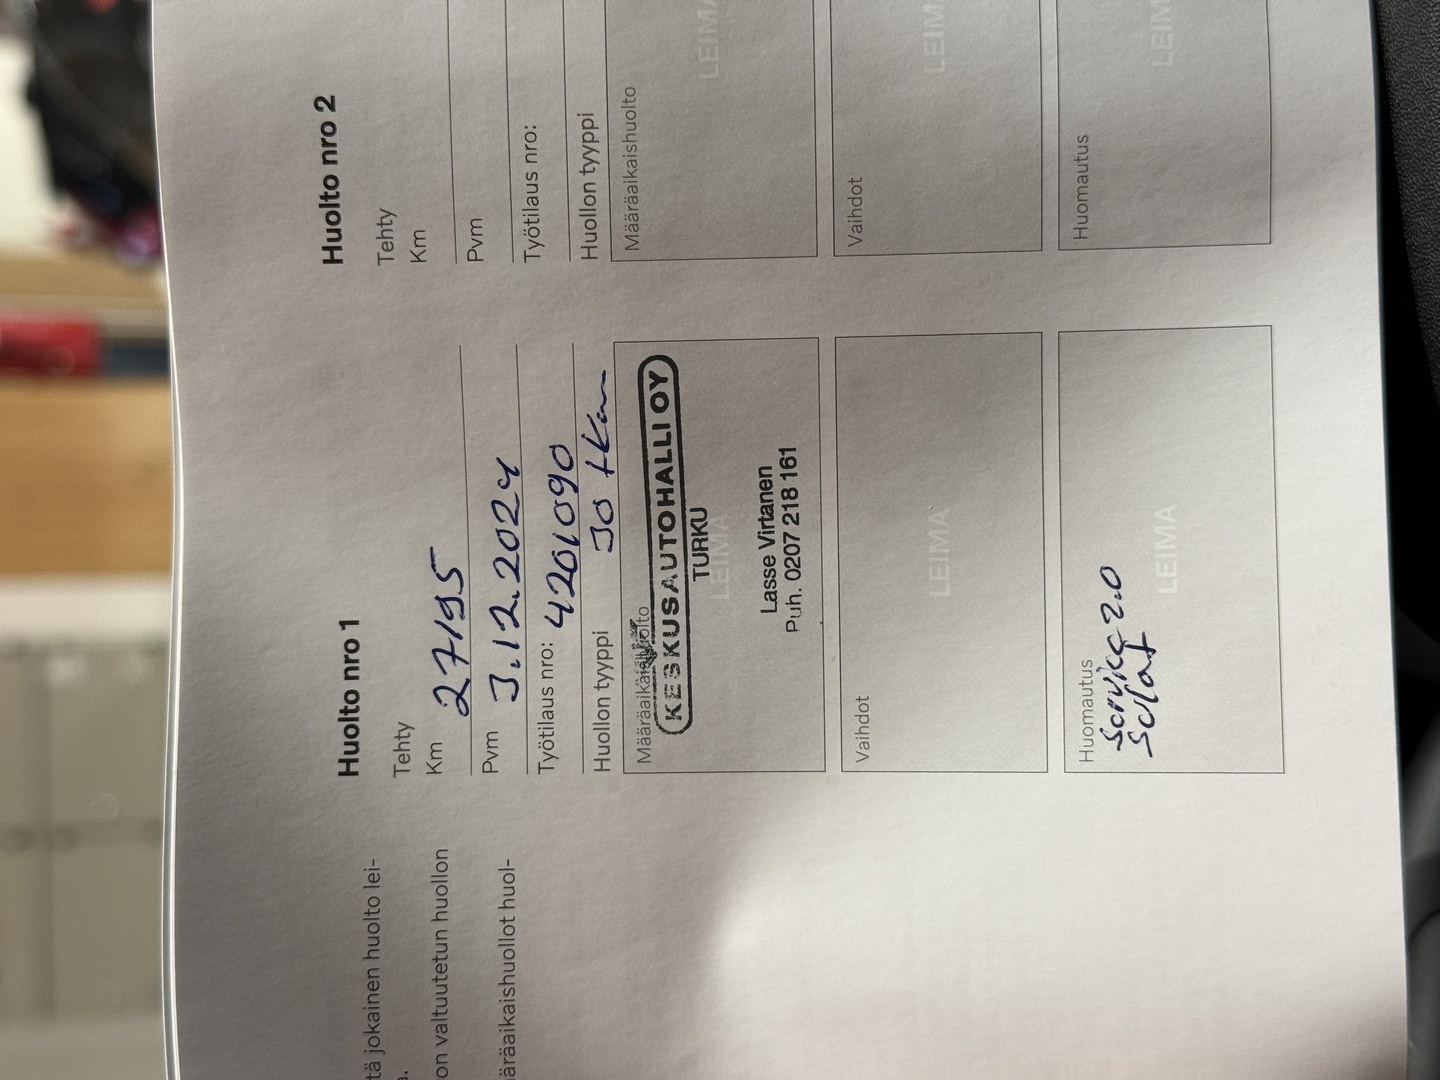 tä jokainen huolto lei-
a.
on valtuutetun huollon
äräaikaishuollot huol-
Huolto nro 1
Tehty
Km 27195
Pvm 3.12.2024
Työtilaus nro: 4201090
Huollon tyyppi 30 tkm
Määräaikaishuolto
KESKUSAUTOHALLI OY
TURKU
LEIMA
Lasse Virtanen
Puh. 0207 218 161
Vaihdot
LEIMA
Huomautus
Service 2.0
LEIMA
Huolto nro 2
Tehty
Km
Pvm
Työtilaus nro:
Huollon tyyppi
Määräaikaishuolto
LEIMA
Vaihdot
LEIMA
Huomautus
LEIMA